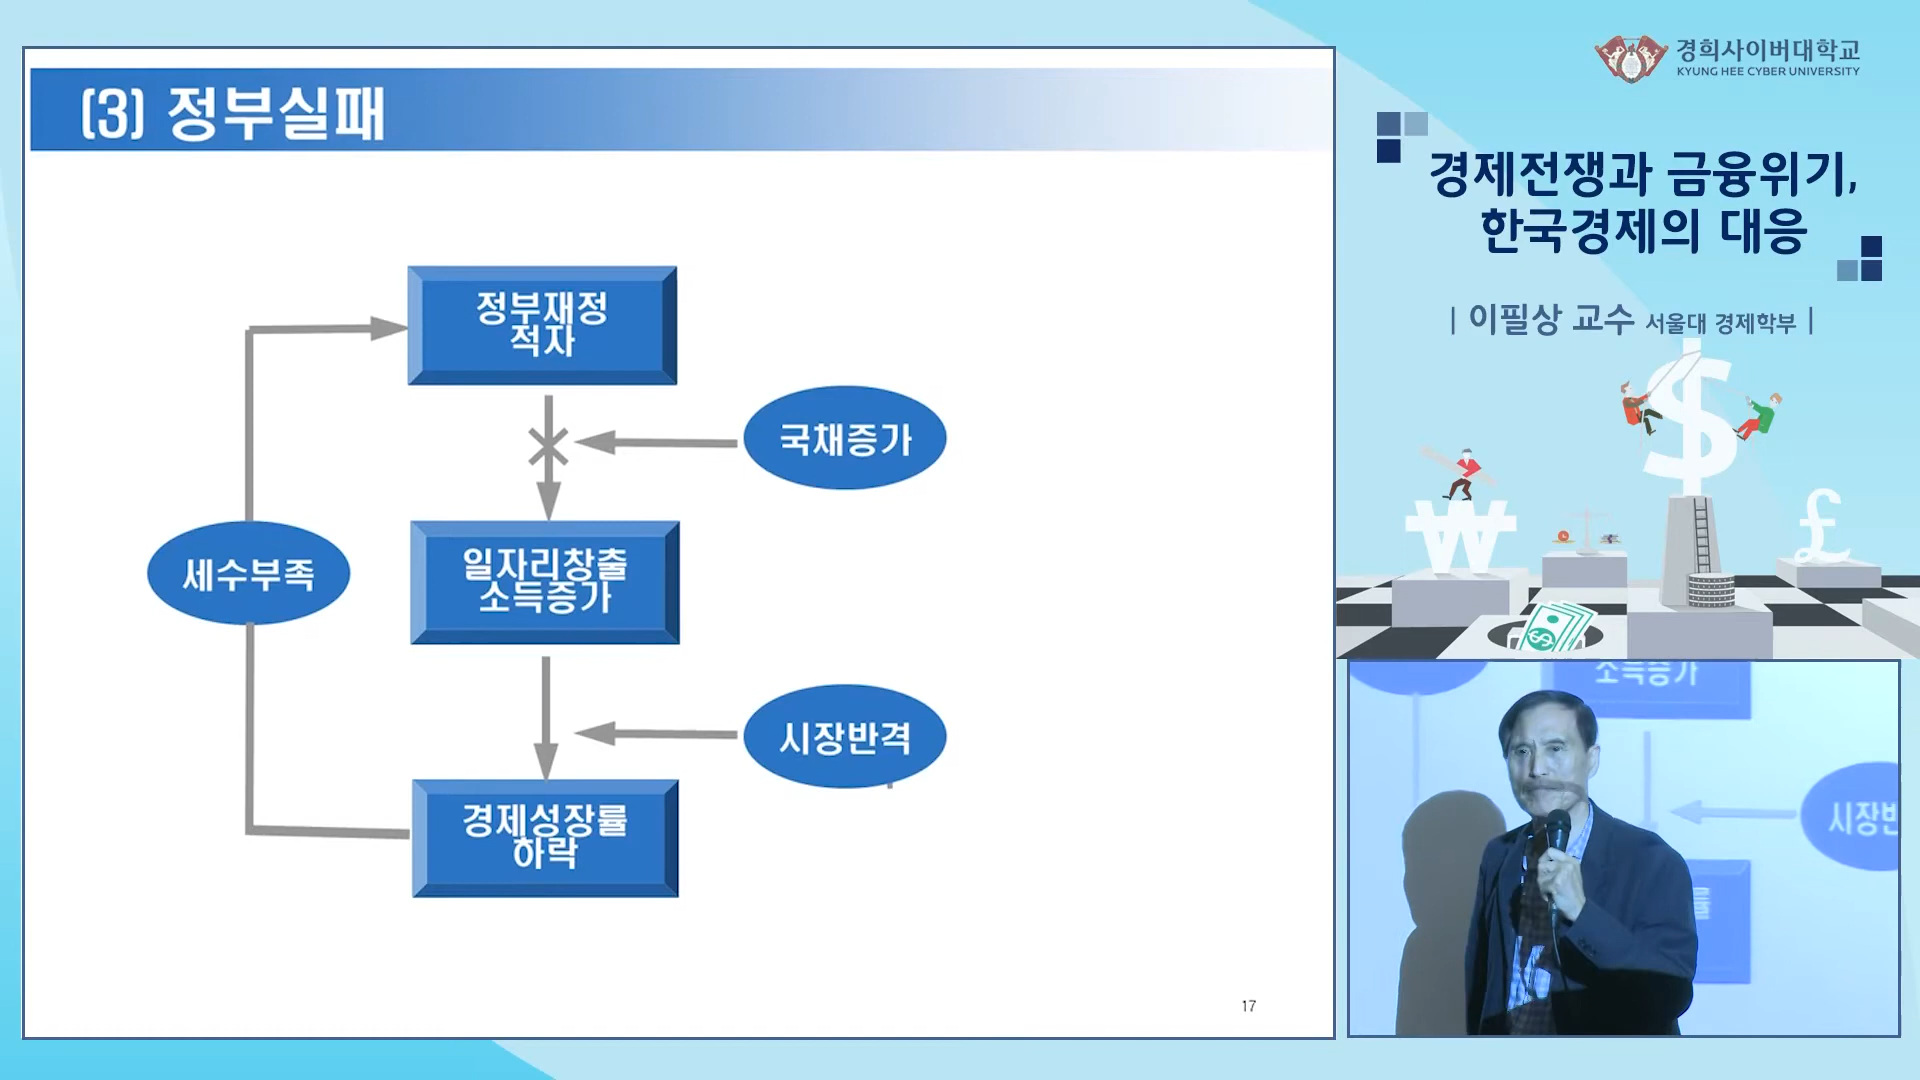 (3) 정부실패
정부재정
적자
국채증가
일자리창출
소득증가
세수부족
시장반격
경제성장률
하락
17
경희사이버대학교
KYUNG HEE CYBER UNIVERSITY
경제전쟁과 금융위기,
한국경제의 대응
| 이필상 교수 서울대 경제학부 |
소득증가
시장반
률